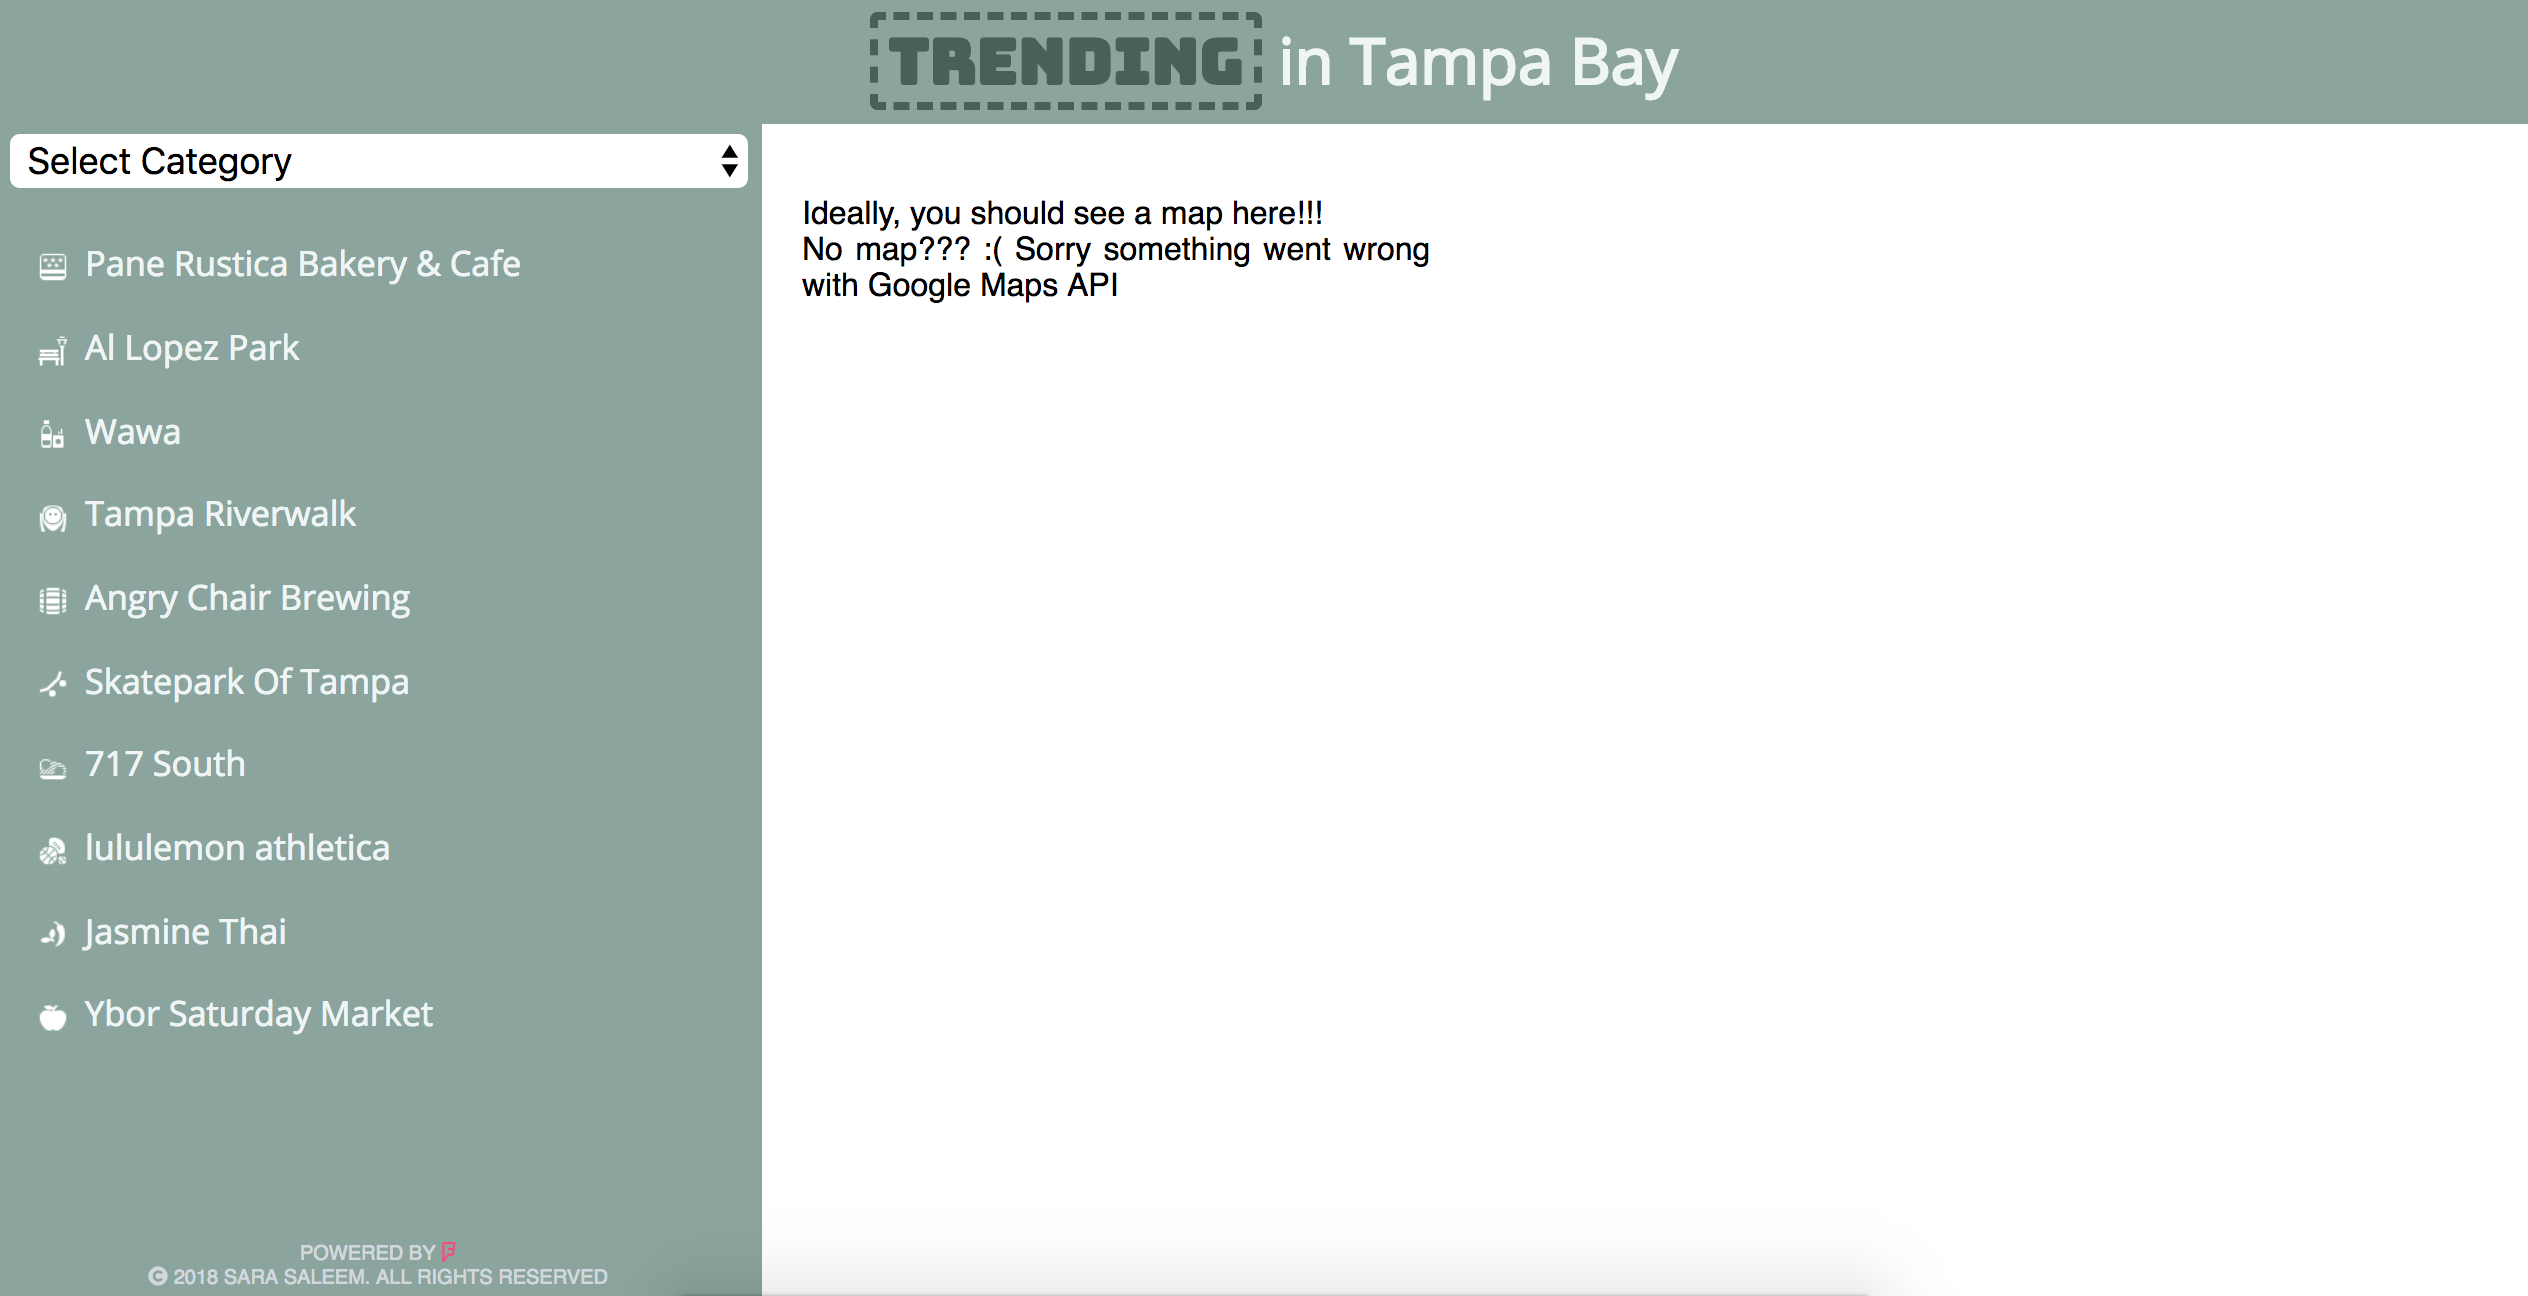 TRENDING in Tampa Bay
Select Category
Pane Rustica Bakery & Cafe
Al Lopez Park
Wawa
Tampa Riverwalk
Angry Chair Brewing
Skatepark Of Tampa
717 South
lululemon athletica
Jasmine Thai
Ybor Saturday Market
POWERED BY
© 2018 SARA SALEEM. ALL RIGHTS RESERVED
Ideally, you should see a map here!!!
No map??? :( Sorry something went wrong
with Google Maps API